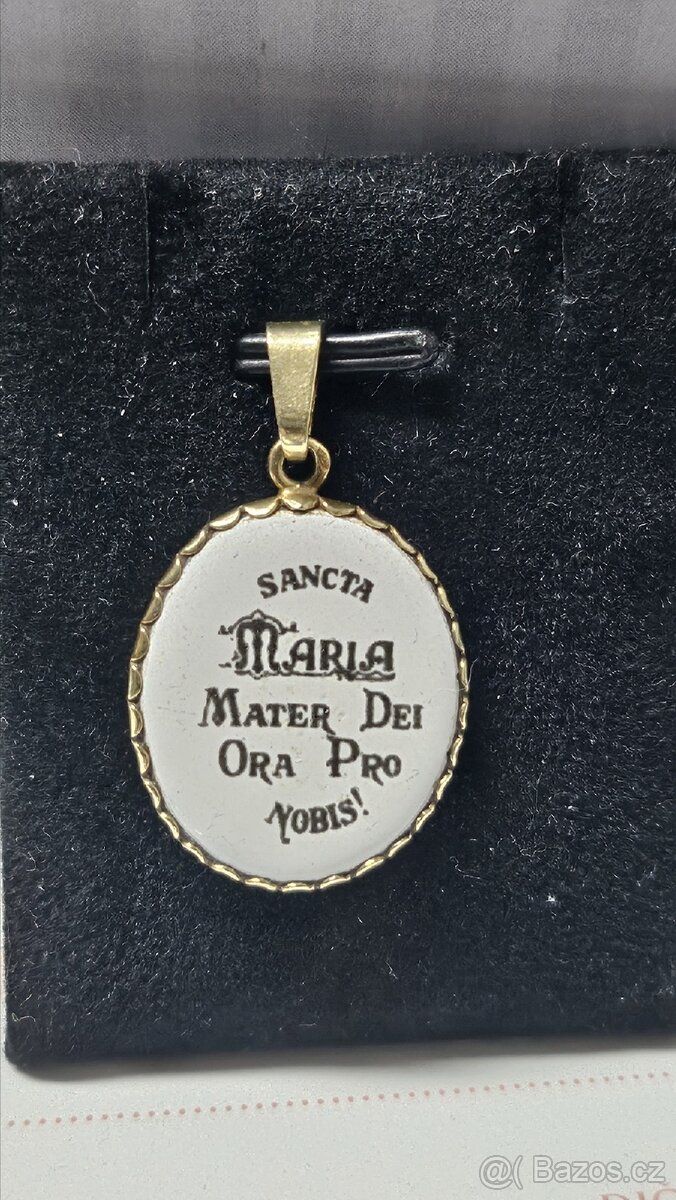 SANCTA
MARIA
MATER DEI
ORA PRO
NOBIS!
@( Bazos.cz